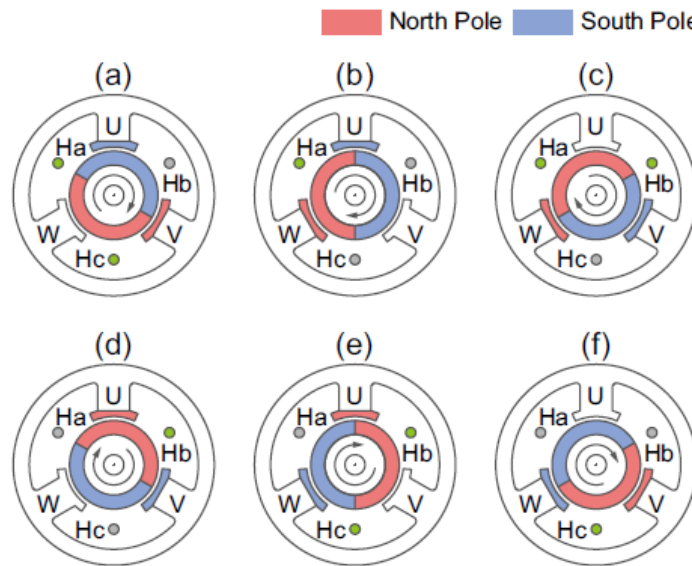 North Pole South Pole
(a) (b) (c)
U U U
Ha Ha Ha
Hb Hb Hb
W V W V W V
Hc Hc Hc
(d) (e) (f)
U U U
Ha Ha Ha
Hb Hb Hb
W V W V W V
Hc Hc Hc